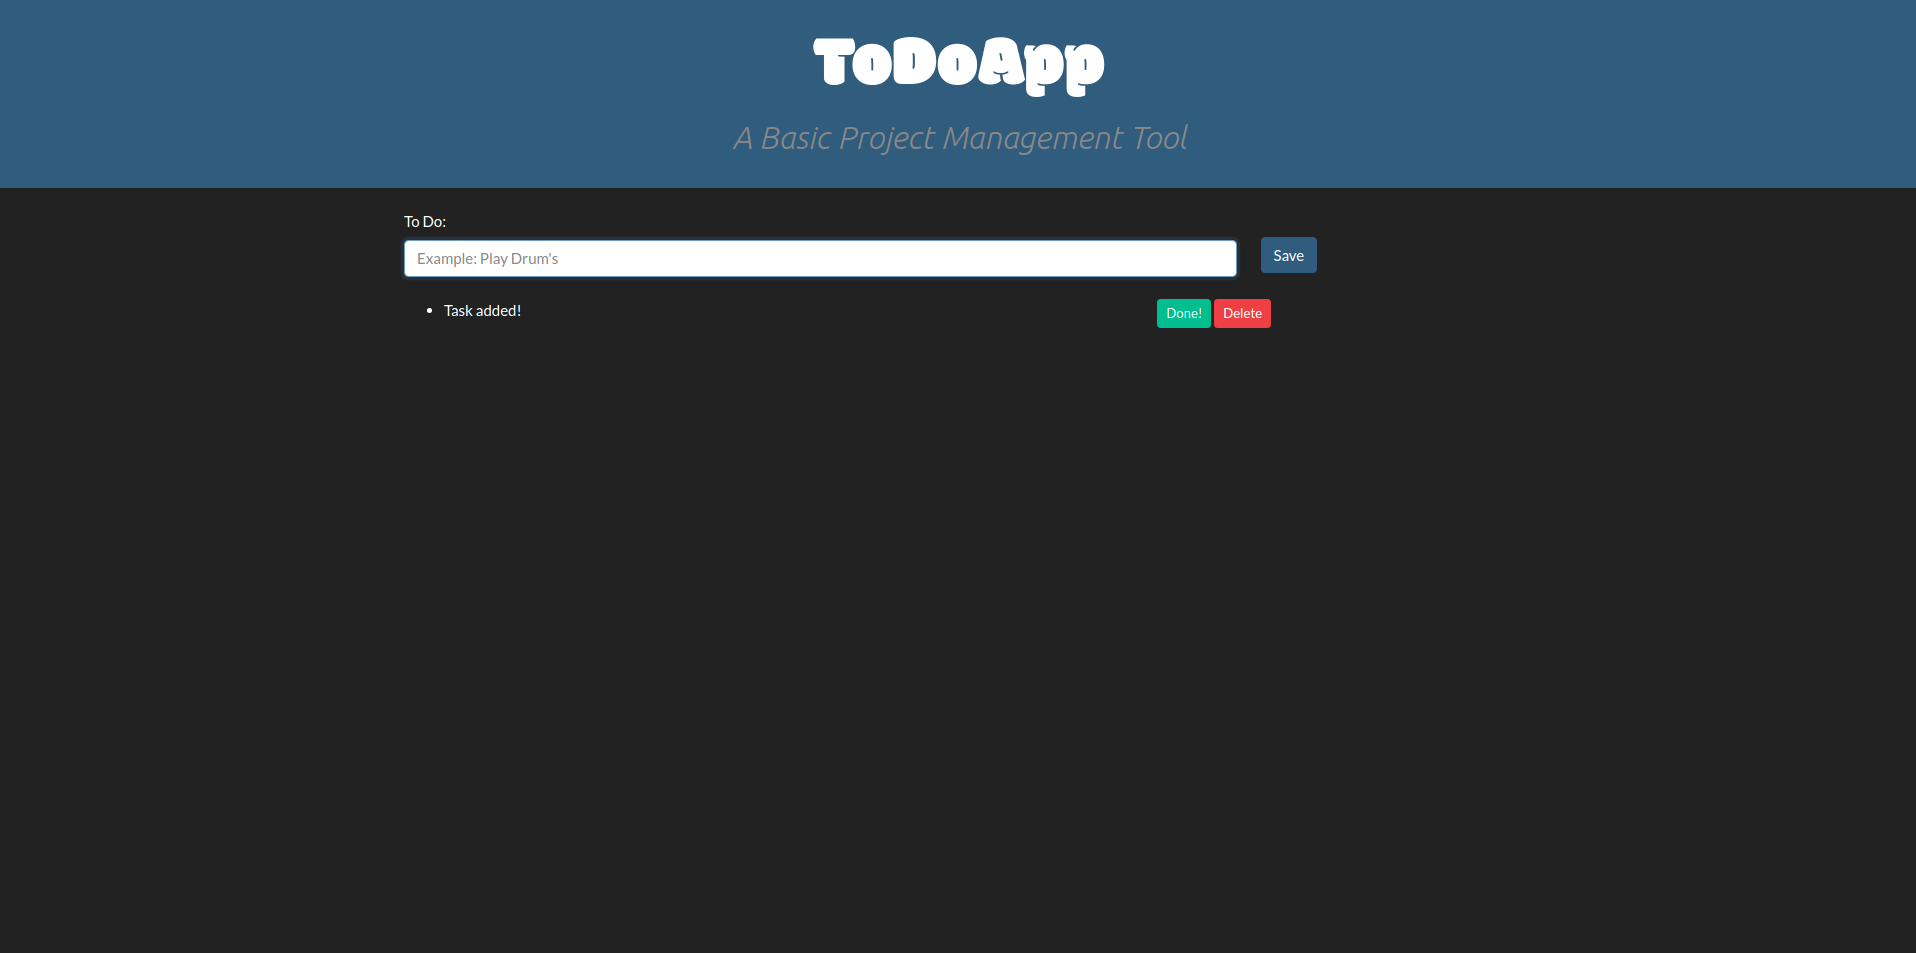 ToDoApp
A Basic Project Management Tool
To Do:
Example: Play Drum's
Save
Task added!
Done!
Delete